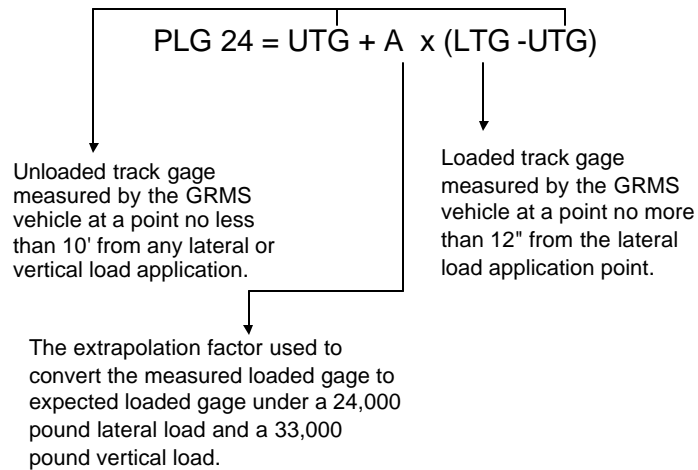 PLG 24 = UTG + A x (LTG -UTG)
Unloaded track gage
measured by the GRMS
vehicle at a point no less
than 10' from any lateral or
vertical load application.
Loaded track gage
measured by the GRMS
vehicle at a point no more
than 12" from the lateral
load application point.
The extrapolation factor used to
convert the measured loaded gage to
expected loaded gage under a 24,000
pound lateral load and a 33,000
pound vertical load.